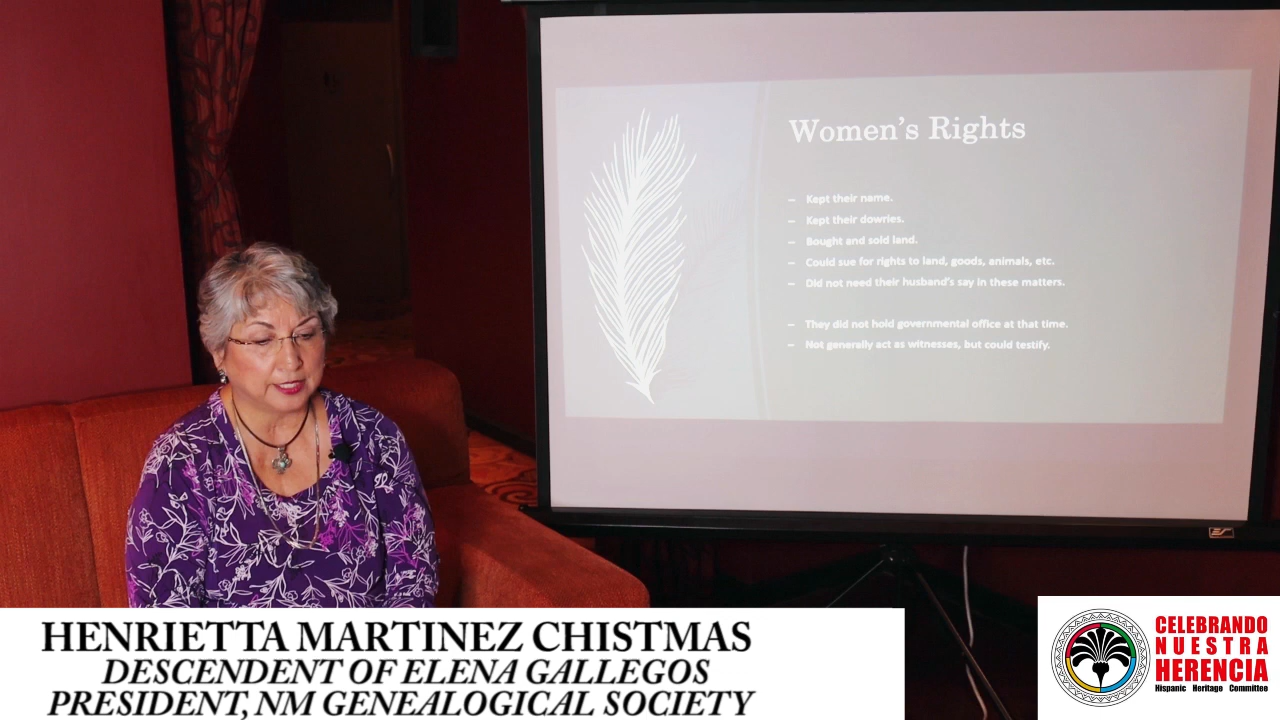 Women's Rights
– Kept their name.
– Kept their dowries.
– Bought and sold land.
– Could sue for rights to land, goods, animals, etc.
– Did not need their husband's say in these matters.
– They did not hold governmental office at that time.
– Not generally act as witnesses, but could testify.
HENRIETTA MARTINEZ CHISTMAS
DESCENDENT OF ELENA GALLEGOS
PRESIDENT, NM GENEALOGICAL SOCIETY
CELEBRANDO
NUESTRA
HERENCIA
Hispanic Heritage Committee